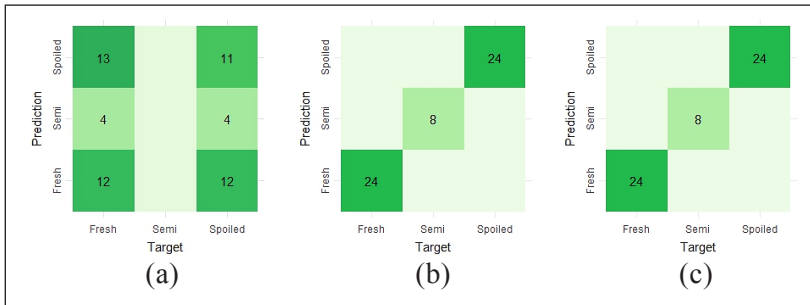 Prediction
Spoiled
Semi
Fresh
13 11
4 4
12 12
Fresh Semi Spoiled
Target
(a)
Prediction
Spoiled
Semi
Fresh
24
8
24
Fresh Semi Spoiled
Target
(b)
Prediction
Spoiled
Semi
Fresh
24
8
24
Fresh Semi Spoiled
Target
(c)